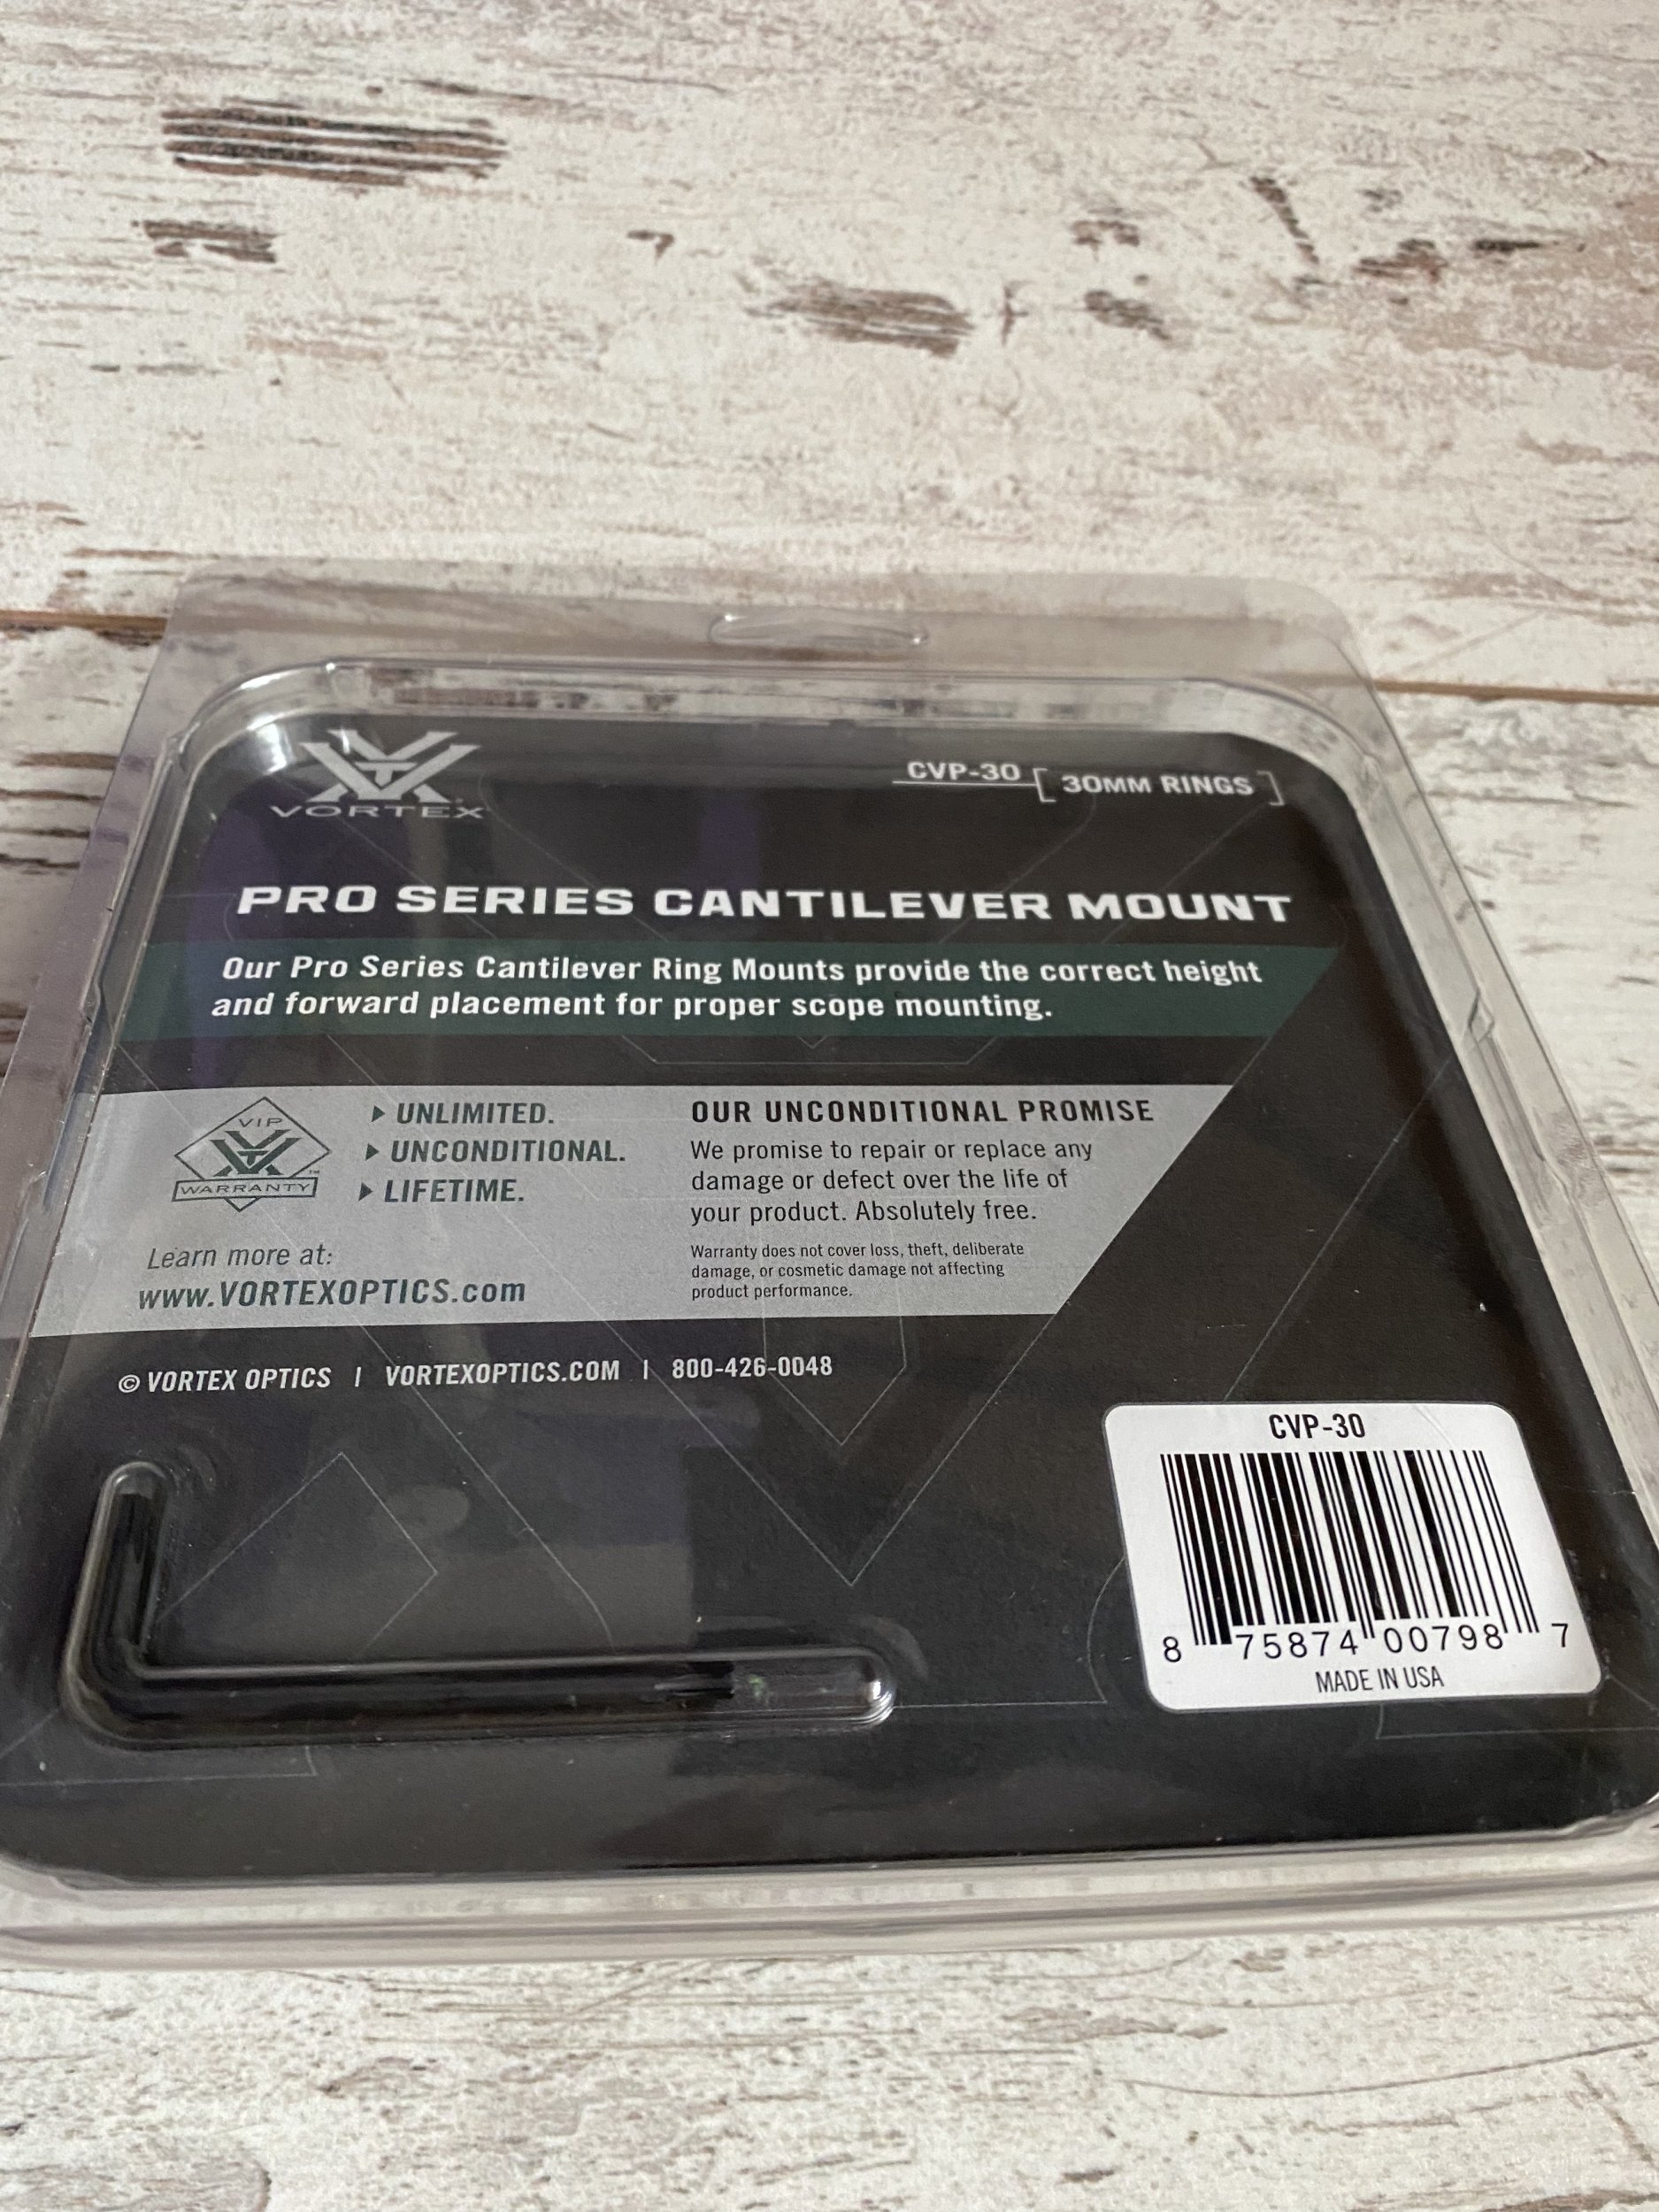 VORTEX
CVP-30 [ 30MM RINGS ]
PRO SERIES CANTILEVER MOUNT
Our Pro Series Cantilever Ring Mounts provide the correct height
and forward placement for proper scope mounting.
VIP
WARRANTY™
UNLIMITED.
UNCONDITIONAL.
LIFETIME.
Learn more at:
www.VORTEXOPTICS.com
OUR UNCONDITIONAL PROMISE
We promise to repair or replace any
damage or defect over the life of
your product. Absolutely free.
Warranty does not cover loss, theft, deliberate
damage, or cosmetic damage not affecting
product performance.
© VORTEX OPTICS | VORTEXOPTICS.COM | 800-426-0048
CVP-30
8 75874 00798 7
MADE IN USA